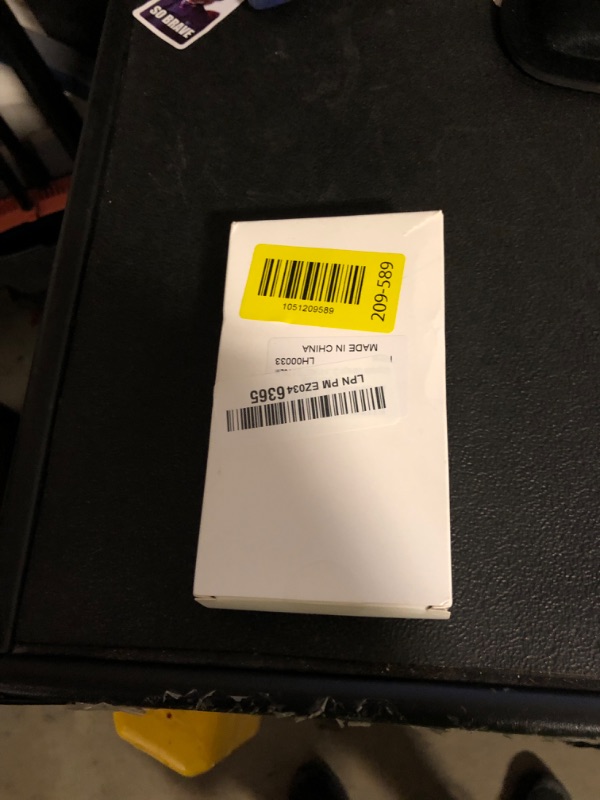 SO BRAVE
1051209589
209-589
MADE IN CHINA
LH00033
LPN PM EZ034 6365